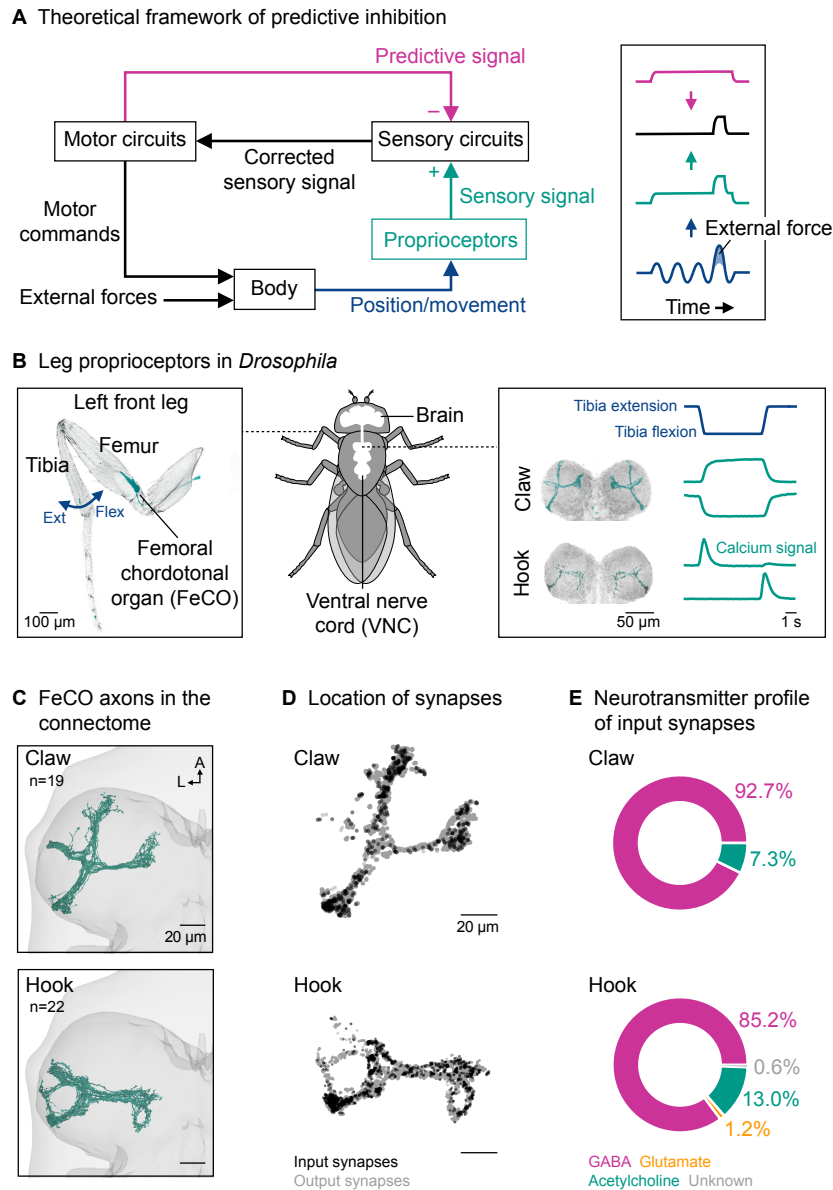 A Theoretical framework of predictive inhibition
Predictive signal
−
Motor circuits
Sensory circuits
Corrected
sensory signal
+
Sensory signal
Motor
commands
Proprioceptors
External forces
Body
Position/movement
External force
Time
B Leg proprioceptors in Drosophila
Left front leg
Femur
Tibia
Ext
Flex
Femoral
chordotonal
organ (FeCO)
100 µm
Brain
Ventral nerve
cord (VNC)
Tibia extension
Tibia flexion
Claw
Hook
Calcium signal
50 µm
1 s
C FeCO axons in the
connectome
Claw
n=19
A
L
20 µm
Hook
n=22
D Location of synapses
Claw
20 µm
Hook
Input synapses
Output synapses
E Neurotransmitter profile
of input synapses
Claw
92.7%
7.3%
Hook
85.2%
0.6%
13.0%
1.2%
GABA Glutamate
Acetylcholine Unknown